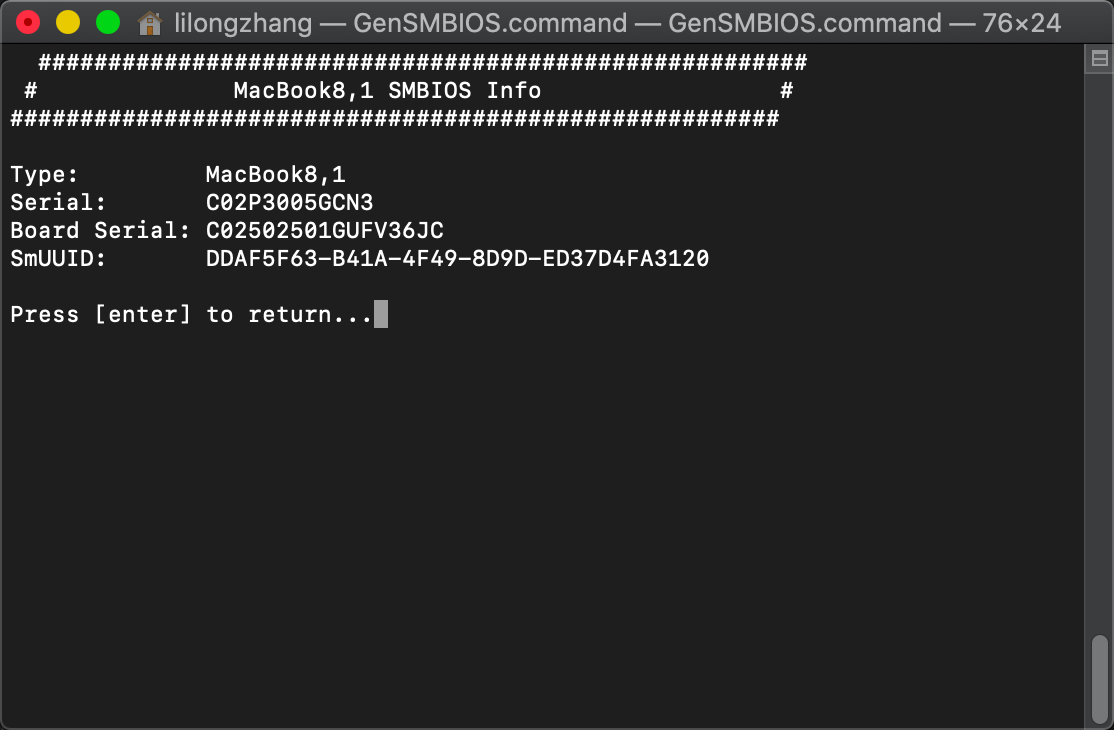 lilongzhang — GenSMBIOS.command — GenSMBIOS.command — 76×24
#######################################################
# MacBook8,1 SMBIOS Info #
#######################################################
Type: MacBook8,1
Serial: C02P3005GCN3
Board Serial: C02502501GUFV36JC
SmUUID: DDAF5F63-B41A-4F49-8D9D-ED37D4FA3120
Press [enter] to return...